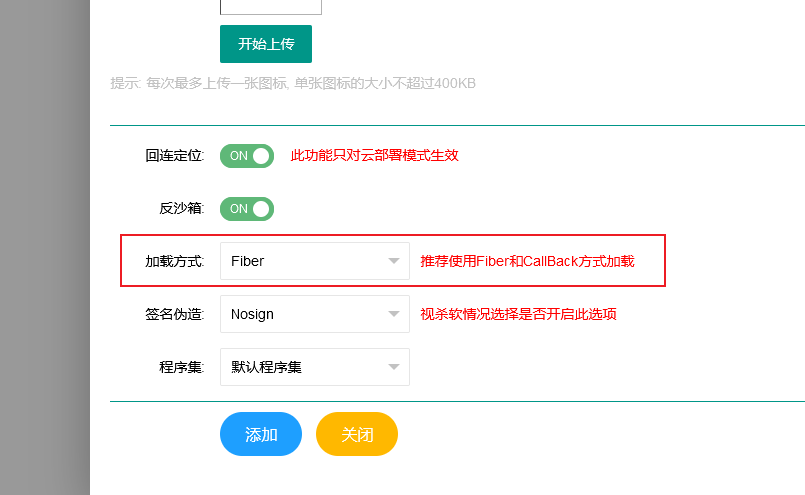 开始上传
提示: 每次最多上传一张图标, 单张图标的大小不超过400KB
回连定位: ON 此功能只对云部署模式生效
反沙箱: ON
加载方式: Fiber 推荐使用Fiber和CallBack方式加载
签名伪造: Nosign 视杀软情况选择是否开启此选项
程序集: 默认程序集
添加 关闭